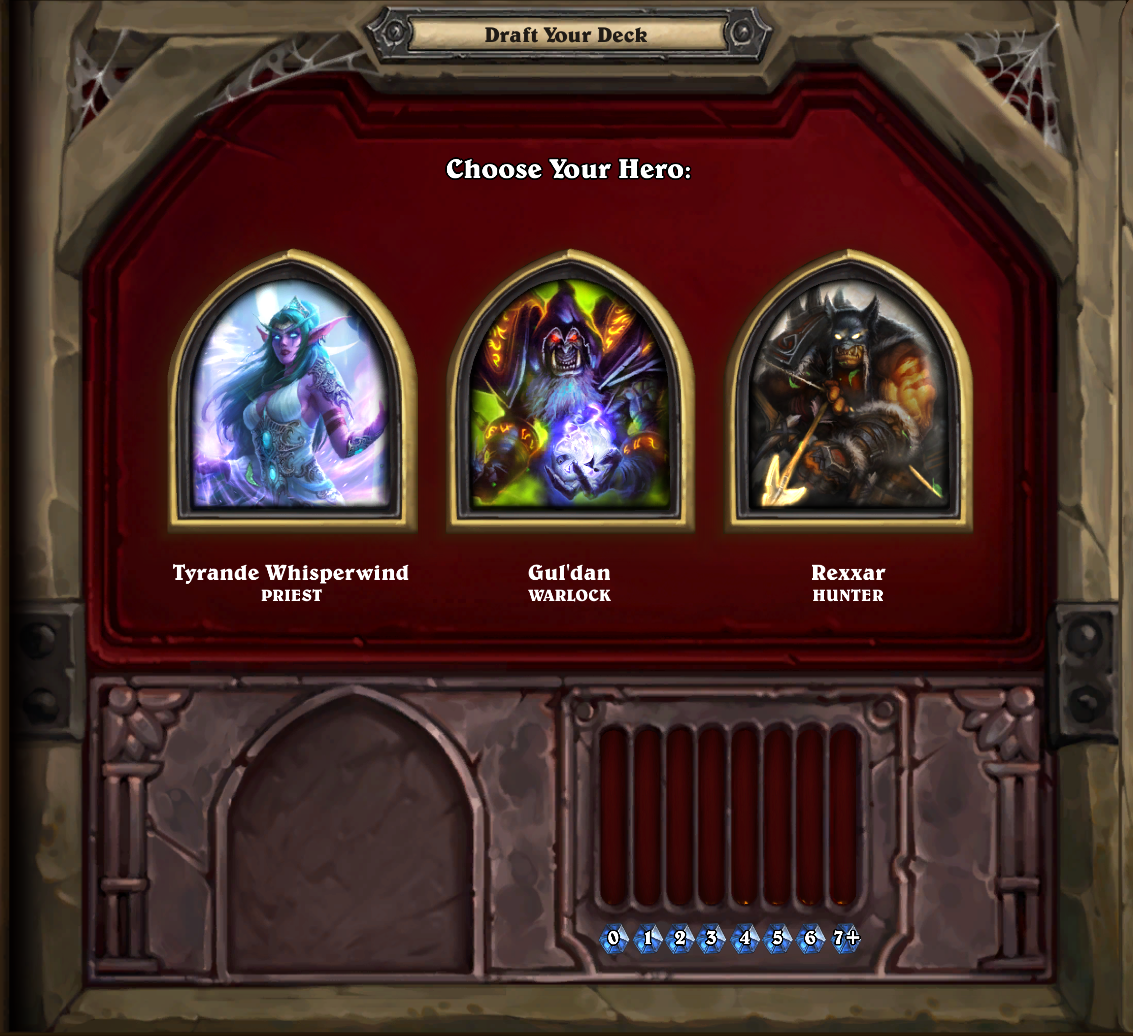 Draft Your Deck
Choose Your Hero:
Tyrande Whisperwind
PRIEST
Gul'dan
WARLOCK
Rexxar
HUNTER
0 1 2 3 4 5 6 7+